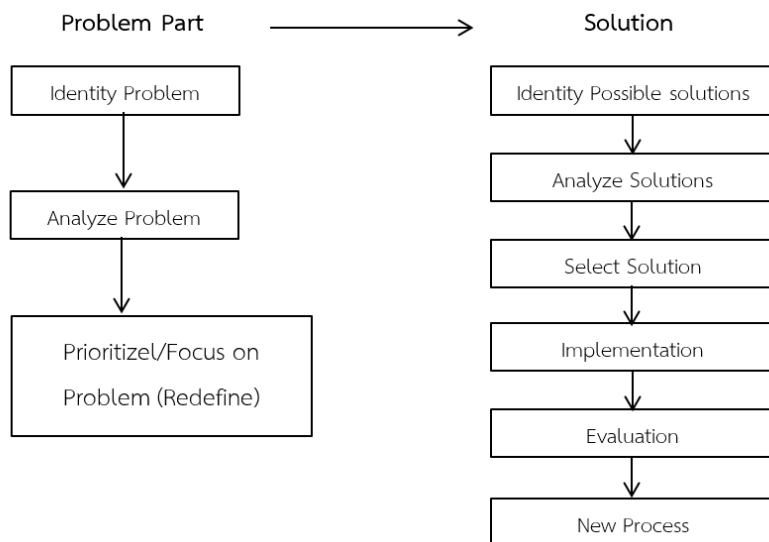 Problem Part
Solution
Identity Problem
Analyze Problem
Prioritizel/Focus on
Problem (Redefine)
Identity Possible solutions
Analyze Solutions
Select Solution
Implementation
Evaluation
New Process